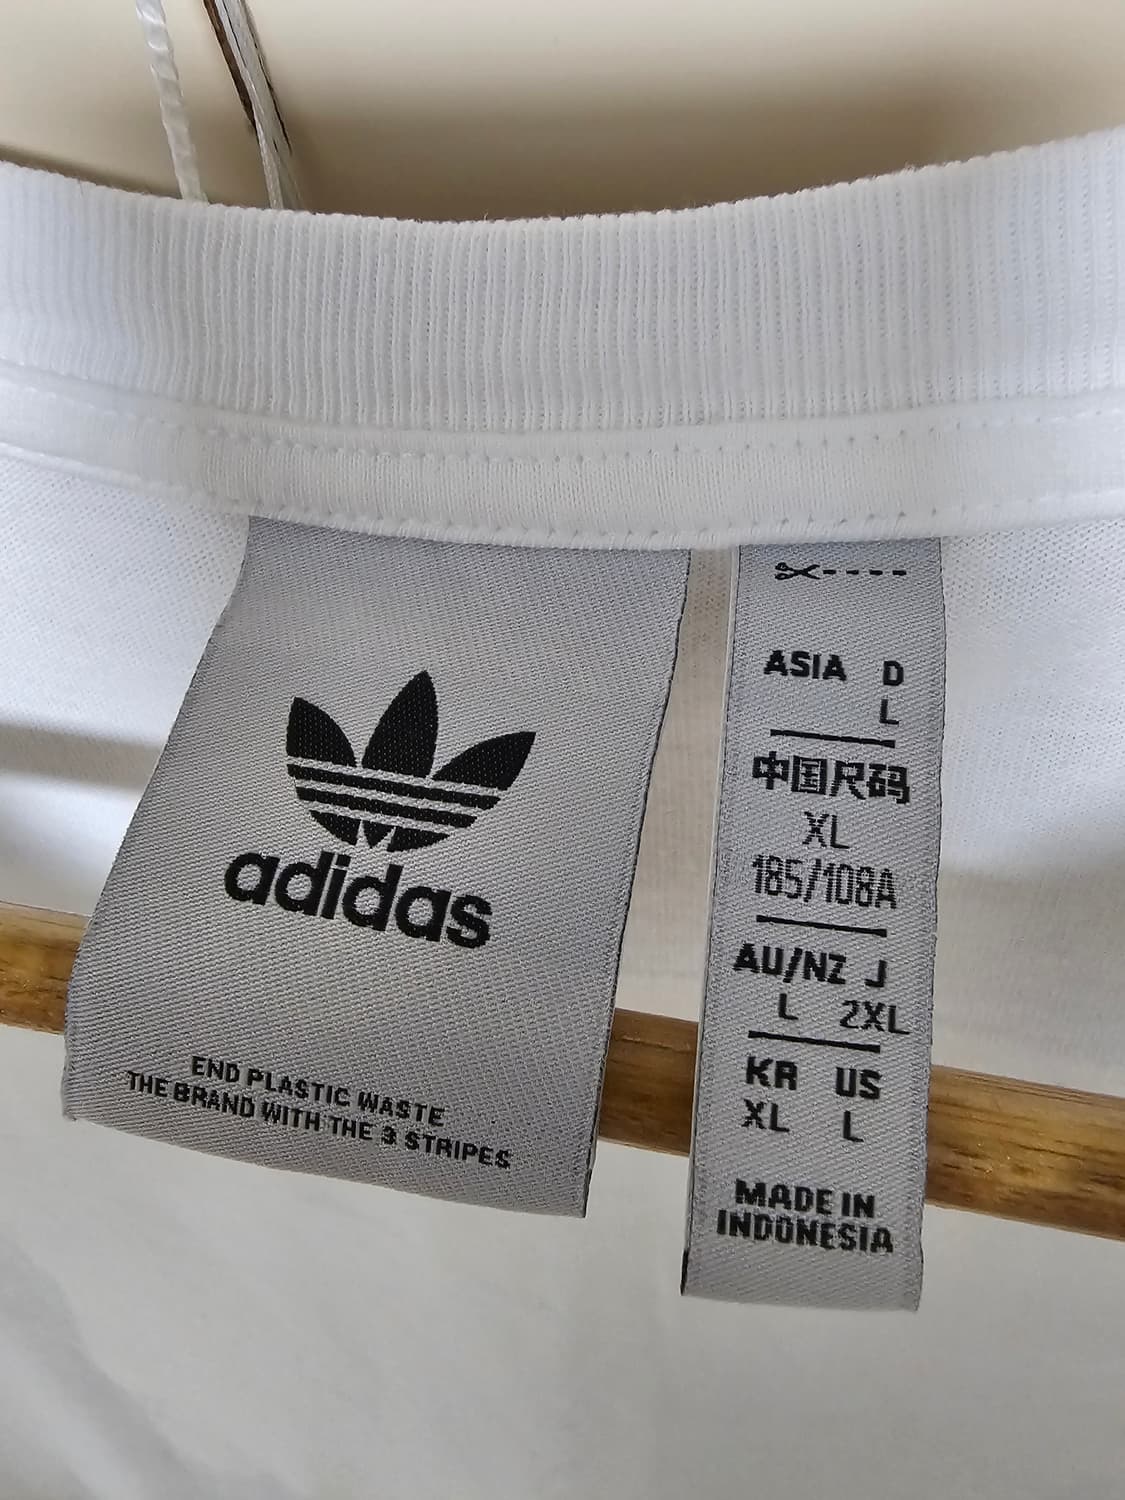 adidas
END PLASTIC WASTE
THE BRAND WITH THE 3 STRIPES
ASIA D
L
中国尺码
XL
185/108A
AU/NZ J
L 2XL
KR US
XL L
MADE IN
INDONESIA